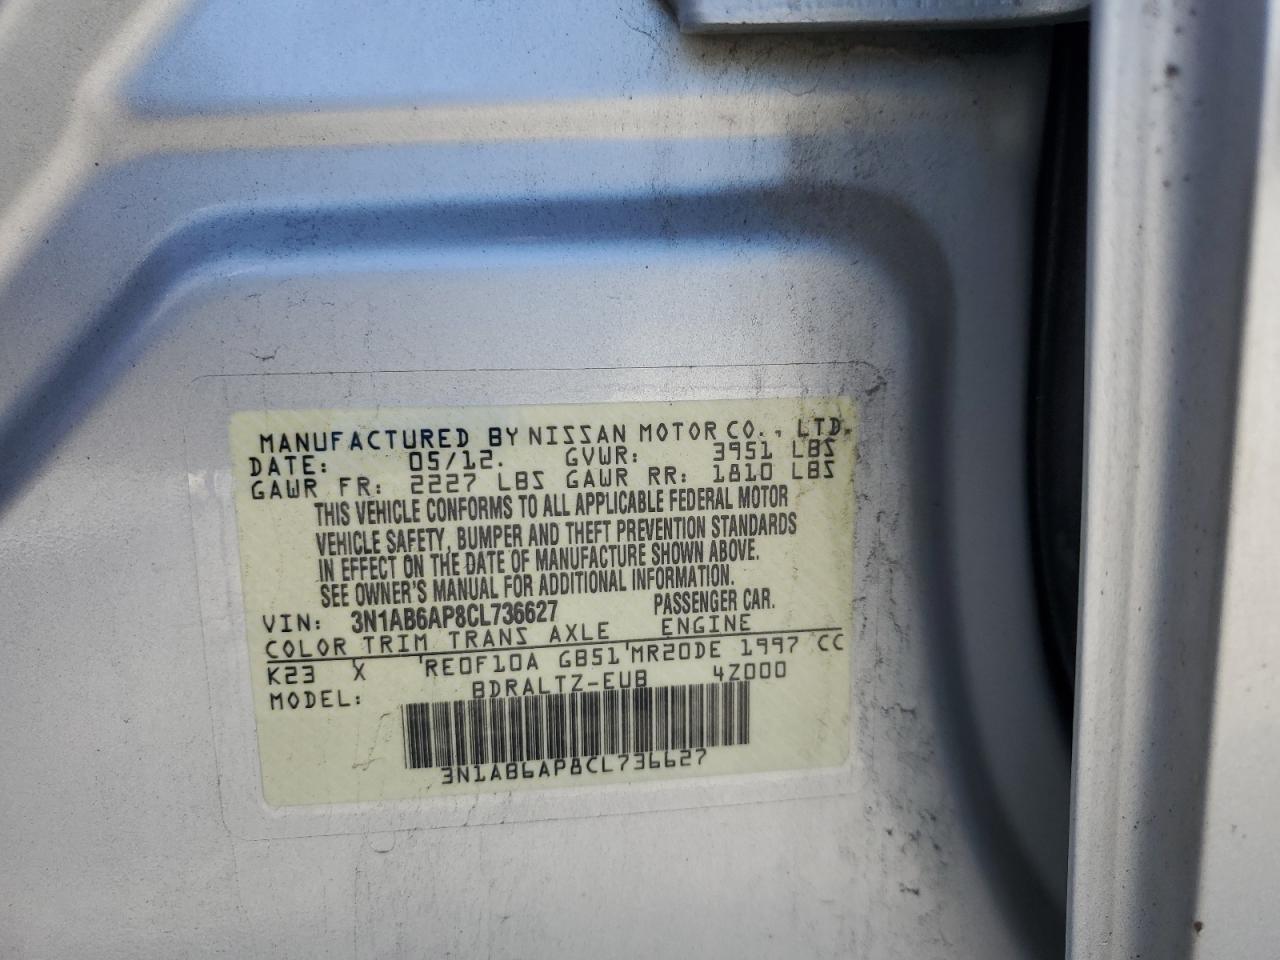 MANUFACTURED BY NISSAN MOTOR CO., LTD.
DATE: 05/12. GVWR: 3951 LBS
GAWR FR: 2227 LBS GAWR RR: 1810 LBS
THIS VEHICLE CONFORMS TO ALL APPLICABLE FEDERAL MOTOR
VEHICLE SAFETY, BUMPER AND THEFT PREVENTION STANDARDS
IN EFFECT ON THE DATE OF MANUFACTURE SHOWN ABOVE.
SEE OWNER'S MANUAL FOR ADDITIONAL INFORMATION.
VIN: 3N1AB6AP8CL736627 PASSENGER CAR.
COLOR TRIM TRANS AXLE ENGINE
K23 X RE0F10A GB51 MR20DE 1997 CC
MODEL: BDRALTZ-EUB 4Z000
3N1AB6AP8CL736627